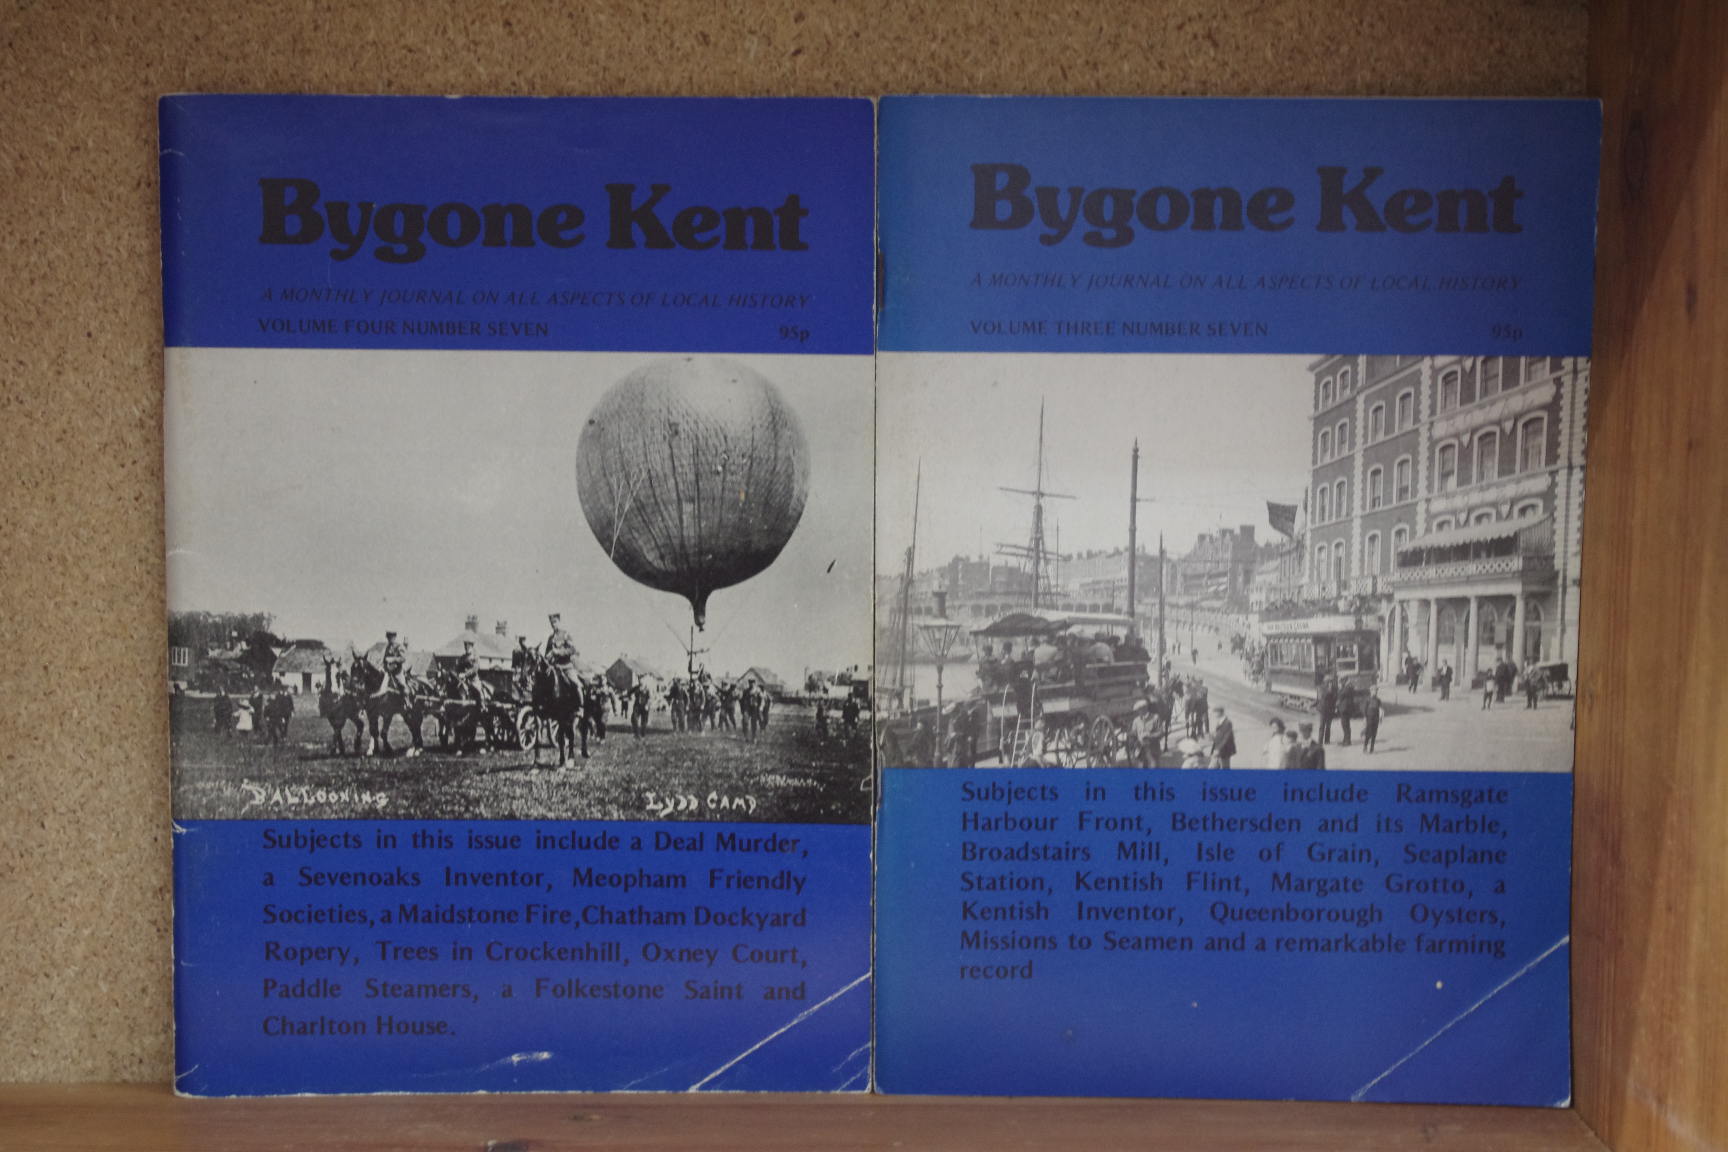 Bygone Kent
A MONTHLY JOURNAL ON ALL ASPECTS OF LOCAL HISTORY
VOLUME FOUR NUMBER SEVEN 95p
BALLOONING LYDD CAMP
Subjects in this issue include a Deal Murder,
a Sevenoaks Inventor, Meopham Friendly
Societies, a Maidstone Fire, Chatham Dockyard
Ropery, Trees in Crockenhill, Oxney Court,
Paddle Steamers, a Folkestone Saint and
Charlton House.
Bygone Kent
A MONTHLY JOURNAL ON ALL ASPECTS OF LOCAL HISTORY
VOLUME THREE NUMBER SEVEN 95p
Subjects in this issue include Ramsgate
Harbour Front, Bethersden and its Marble,
Broadstairs Mill, Isle of Grain, Seaplane
Station, Kentish Flint, Margate Grotto, a
Kentish Inventor, Queenborough Oysters,
Missions to Seamen and a remarkable farming
record